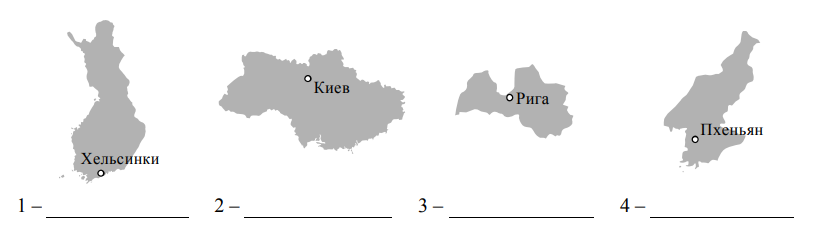 Киев
Рига
Пхеньян
Хельсинки
1 – 2 – 3 – 4 –